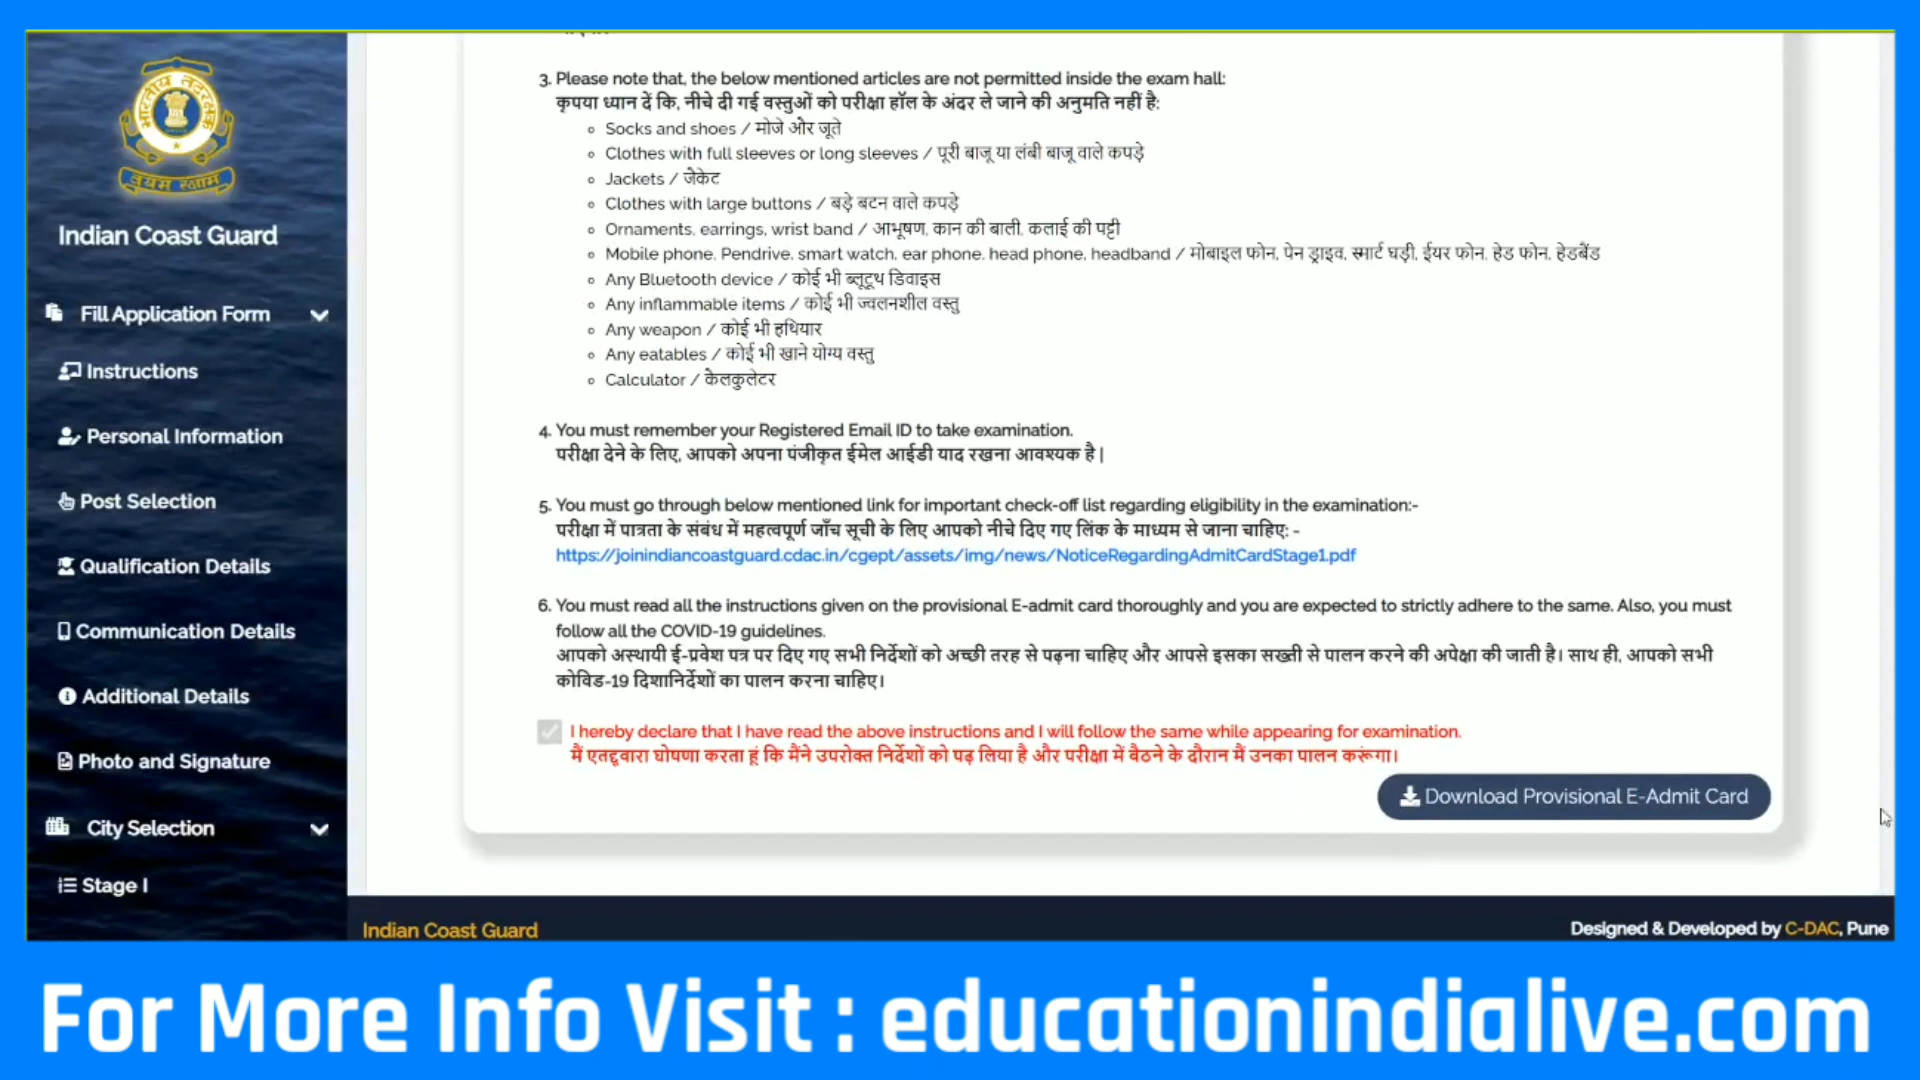 भारतीय तटरक्षक
वयम् रक्षामः
Indian Coast Guard
Fill Application Form
Instructions
Personal Information
Post Selection
Qualification Details
Communication Details
Additional Details
Photo and Signature
City Selection
Stage I
3. Please note that, the below mentioned articles are not permitted inside the exam hall:
कृपया ध्यान दें कि, नीचे दी गई वस्तुओं को परीक्षा हॉल के अंदर ले जाने की अनुमति नहीं है:
Socks and shoes / मोजे और जूते
Clothes with full sleeves or long sleeves / पूरी बाजू या लंबी बाजू वाले कपड़े
Jackets / जैकेट
Clothes with large buttons / बड़े बटन वाले कपड़े
Ornaments, earrings, wrist band / आभूषण, कान की बाली, कलाई की पट्टी
Mobile phone, Pendrive, smart watch, ear phone, head phone, headband / मोबाइल फोन, पेन ड्राइव, स्मार्ट घड़ी, ईयर फोन, हेड फोन, हेडबैंड
Any Bluetooth device / कोई भी ब्लूटूथ डिवाइस
Any inflammable items / कोई भी ज्वलनशील वस्तु
Any weapon / कोई भी हथियार
Any eatables / कोई भी खाने योग्य वस्तु
Calculator / कैलकुलेटर
4. You must remember your Registered Email ID to take examination.
परीक्षा देने के लिए, आपको अपना पंजीकृत ईमेल आईडी याद रखना आवश्यक है |
5. You must go through below mentioned link for important check-off list regarding eligibility in the examination:-
परीक्षा में पात्रता के संबंध में महत्वपूर्ण जाँच सूची के लिए आपको नीचे दिए गए लिंक के माध्यम से जाना चाहिए: -
https://joinindiancoastguard.cdac.in/cgept/assets/img/news/NoticeRegardingAdmitCardStage1.pdf
6. You must read all the instructions given on the provisional E-admit card thoroughly and you are expected to strictly adhere to the same. Also, you must
follow all the COVID-19 guidelines.
आपको अस्थायी ई-प्रवेश पत्र पर दिए गए सभी निर्देशों को अच्छी तरह से पढ़ना चाहिए और आपसे इसका सख्ती से पालन करने की अपेक्षा की जाती है। साथ ही, आपको सभी
कोविड-19 दिशानिर्देशों का पालन करना चाहिए।
I hereby declare that I have read the above instructions and I will follow the same while appearing for examination.
मैं एतद्द्वारा घोषणा करता हूं कि मैंने उपरोक्त निर्देशों को पढ़ लिया है और परीक्षा में बैठने के दौरान मैं उनका पालन करूंगा।
Download Provisional E-Admit Card
Indian Coast Guard
Designed & Developed by C-DAC, Pune
For More Info Visit : educationindialive.com